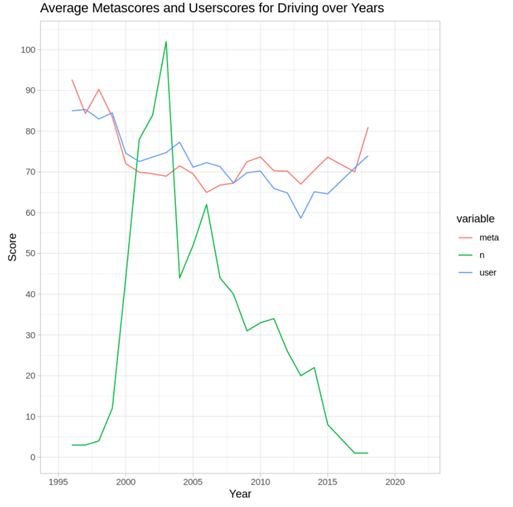 Average Metascores and Userscores for Driving over Years
100
90
80
70
60
50
40
30
20
10
0
Score
1995 2000 2005 2010 2015 2020
Year
variable
meta
n
user